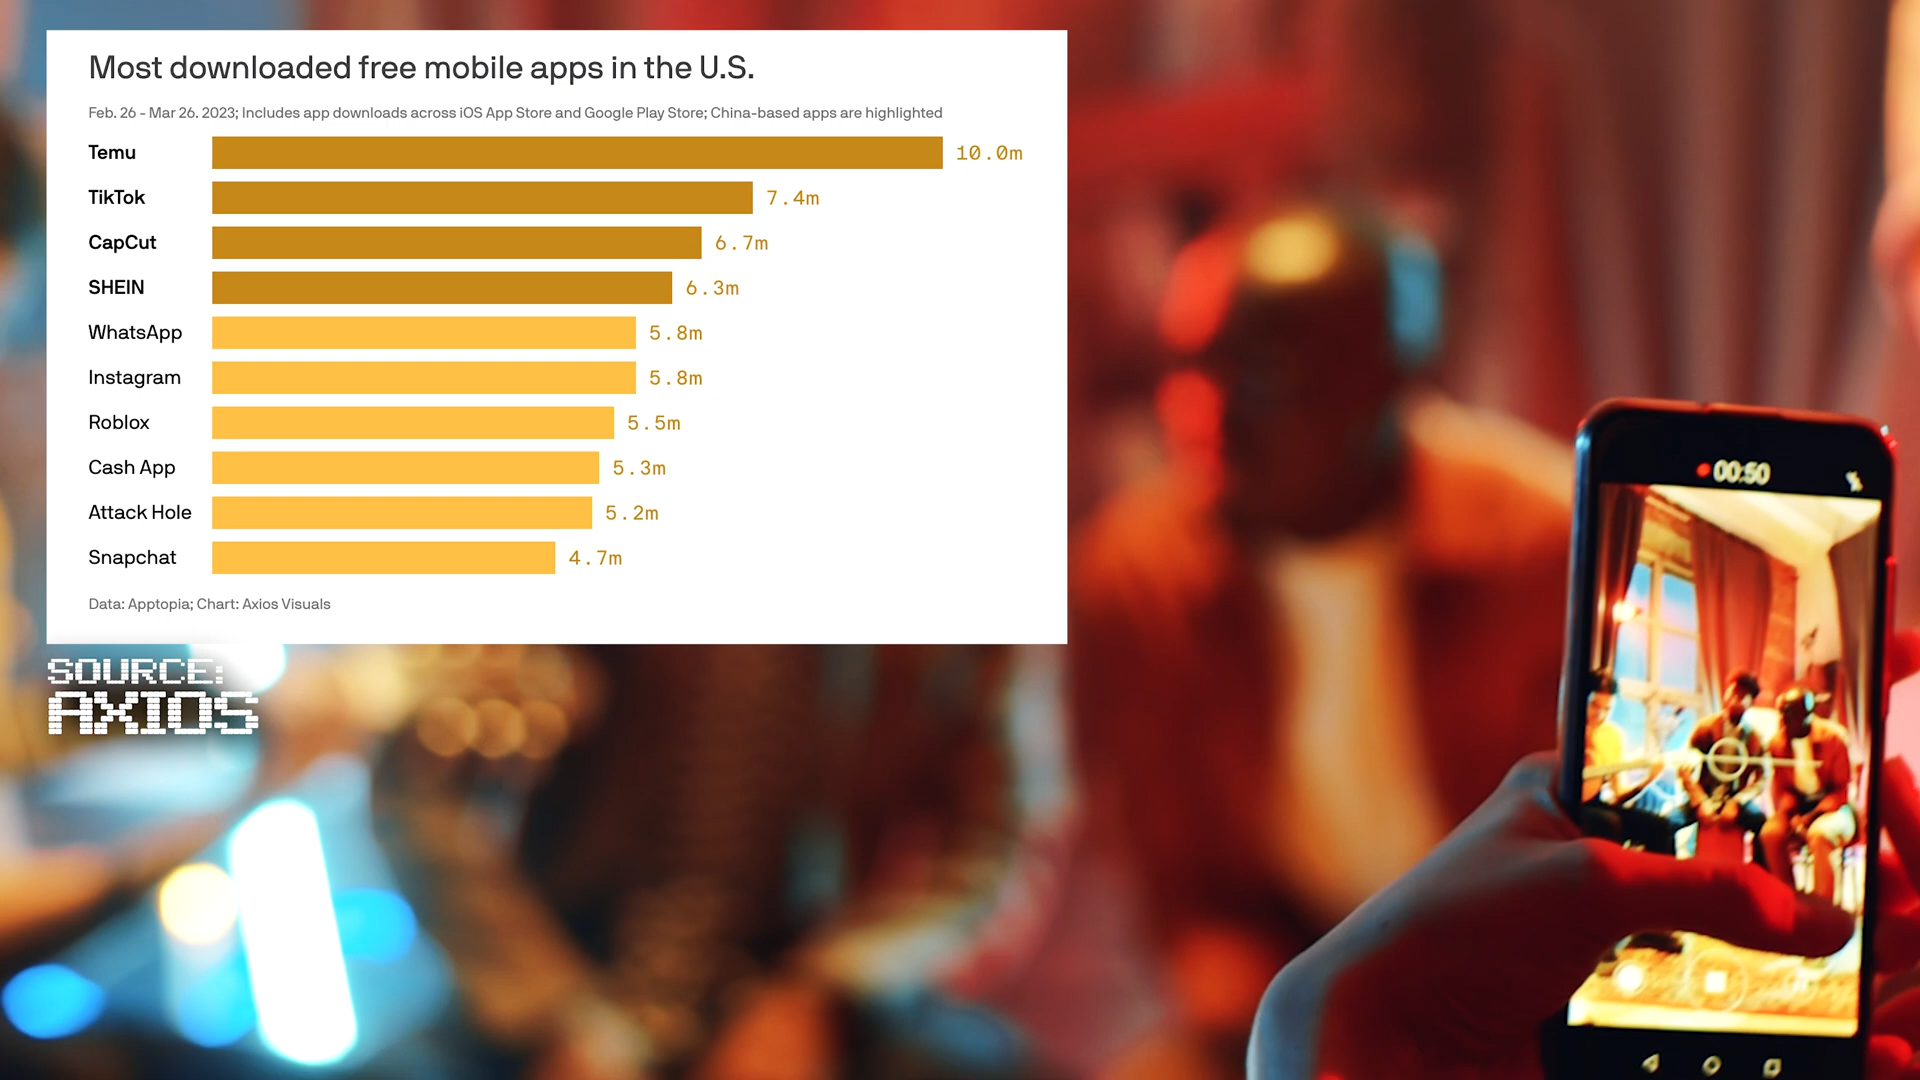 Most downloaded free mobile apps in the U.S.
Feb. 26 - Mar 26. 2023; Includes app downloads across iOS App Store and Google Play Store; China-based apps are highlighted
Temu 10.0m
TikTok 7.4m
CapCut 6.7m
SHEIN 6.3m
WhatsApp 5.8m
Instagram 5.8m
Roblox 5.5m
Cash App 5.3m
Attack Hole 5.2m
Snapchat 4.7m
Data: Apptopia; Chart: Axios Visuals
SOURCE:
AXIOS
00:50